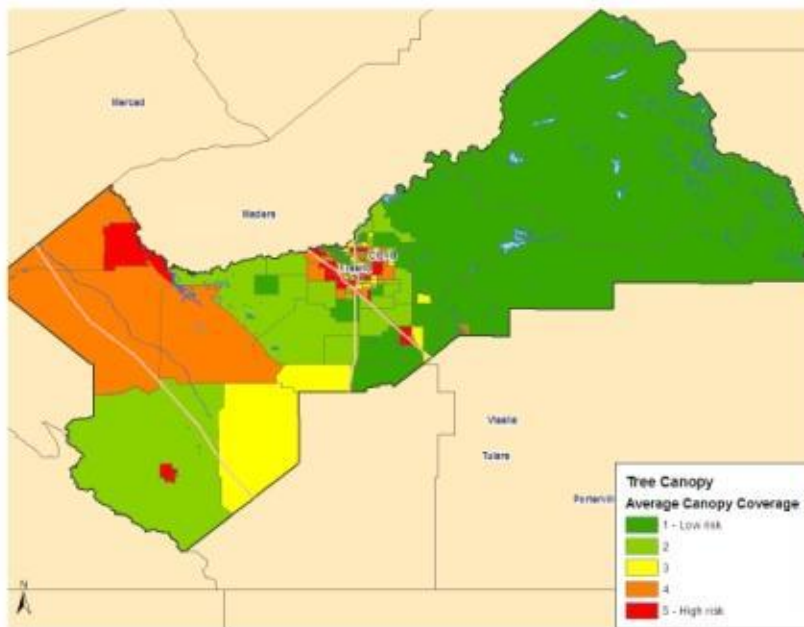 Merced
Madera
Clovis
Fresno
Visalia
Tulare
Portervil
N
Tree Canopy
Average Canopy Coverage
1 - Low risk
2
3
4
5 - High risk